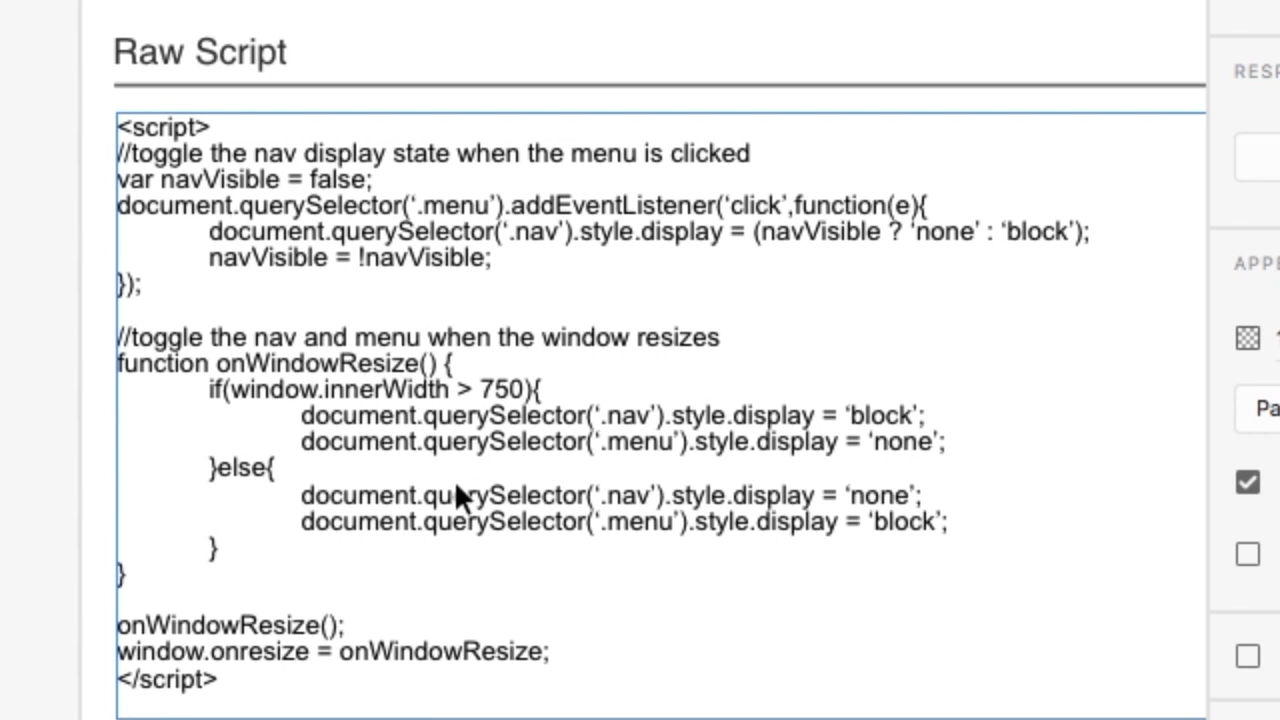 Raw Script
<script>
//toggle the nav display state when the menu is clicked
var navVisible = false;
document.querySelector(‘.menu’).addEventListener(‘click’,function(e){
document.querySelector(‘.nav’).style.display = (navVisible ? ‘none’ : ‘block’);
navVisible = !navVisible;
});
//toggle the nav and menu when the window resizes
function onWindowResize() {
if(window.innerWidth > 750){
document.querySelector(‘.nav’).style.display = ‘block’;
document.querySelector(‘.menu’).style.display = ‘none’;
}else{
document.querySelector(‘.nav’).style.display = ‘none’;
document.querySelector(‘.menu’).style.display = ‘block’;
}
}
onWindowResize();
window.onresize = onWindowResize;
</script>